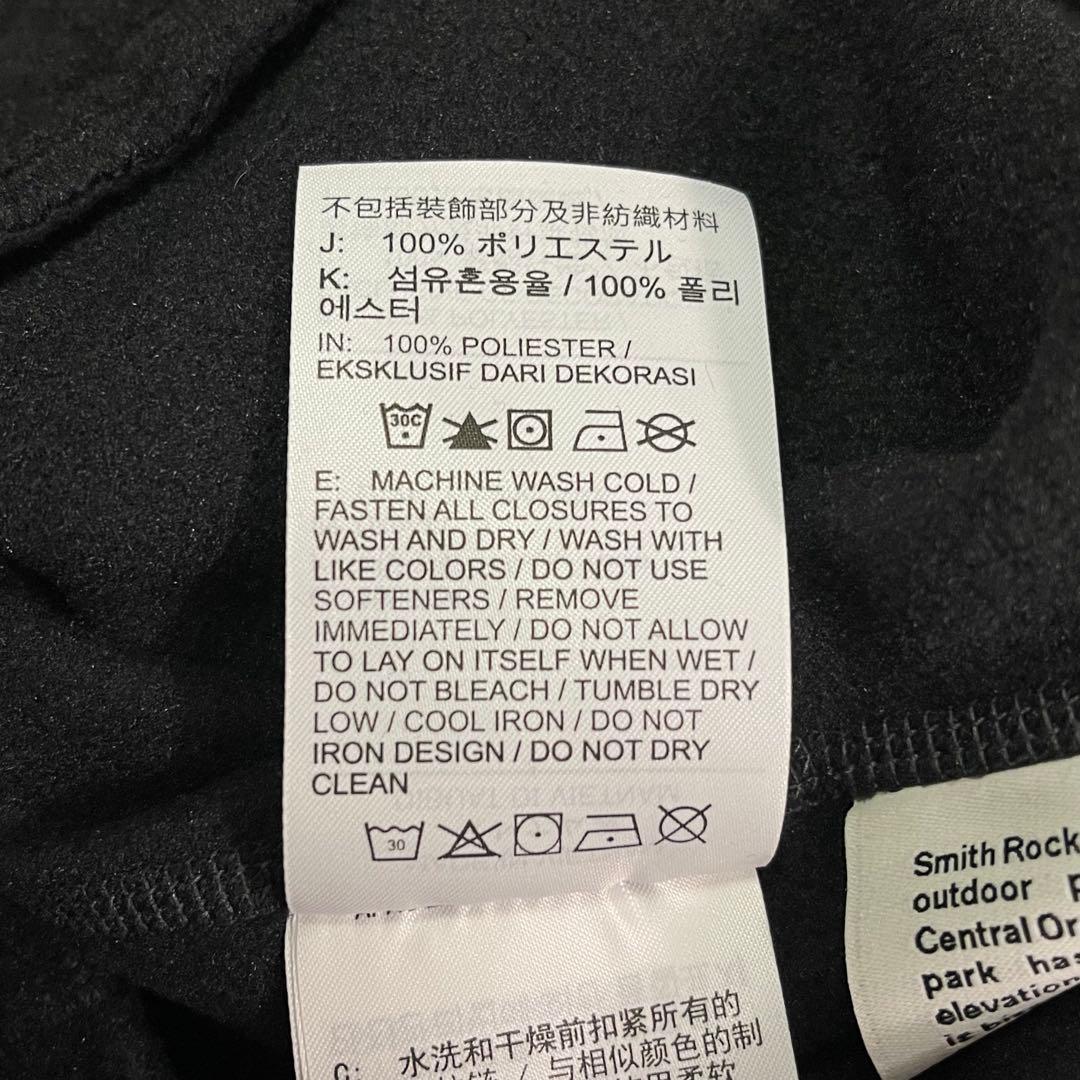 不包括裝飾部分及非紡織材料
J: 100% ポリエステル
K: 섬유혼용율 / 100% 폴리
에스터
IN: 100% POLIESTER /
EKSKLUSIF DARI DEKORASI
30C
E: MACHINE WASH COLD /
FASTEN ALL CLOSURES TO
WASH AND DRY / WASH WITH
LIKE COLORS / DO NOT USE
SOFTENERS / REMOVE
IMMEDIATELY / DO NOT ALLOW
TO LAY ON ITSELF WHEN WET /
DO NOT BLEACH / TUMBLE DRY
LOW / COOL IRON / DO NOT
IRON DESIGN / DO NOT DRY
CLEAN
30
C: 水洗和干燥前扣紧所有的
/ 与相似颜色的制
柔软
Smith Rock
outdoor
Central Or
park has
elevation